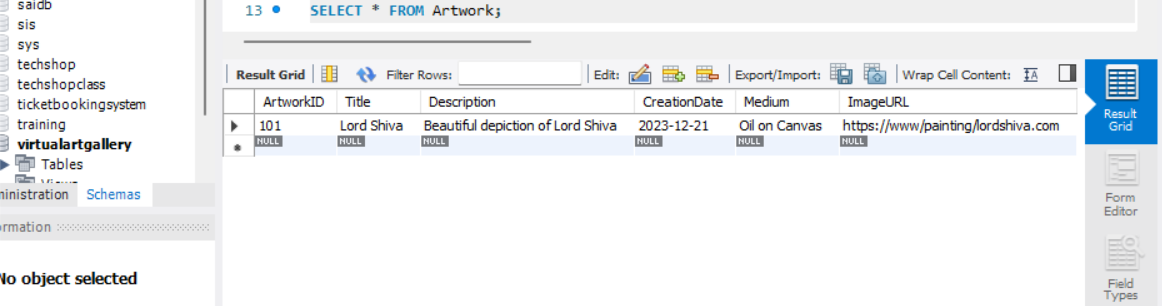 saidb
sis
sys
techshop
techshopclass
ticketbookingsystem
training
virtualartgallery
Tables
ministration Schemas
ormation
No object selected
13 SELECT * FROM Artwork;
Result Grid Filter Rows: Edit: Export/Import: Wrap Cell Content:
ArtworkID Title Description CreationDate Medium ImageURL
101 Lord Shiva Beautiful depiction of Lord Shiva 2023-12-21 Oil on Canvas https://www/painting/lordshiva.com
NULL NULL NULL NULL NULL NULL
Result
Grid
Form
Editor
Field
Types